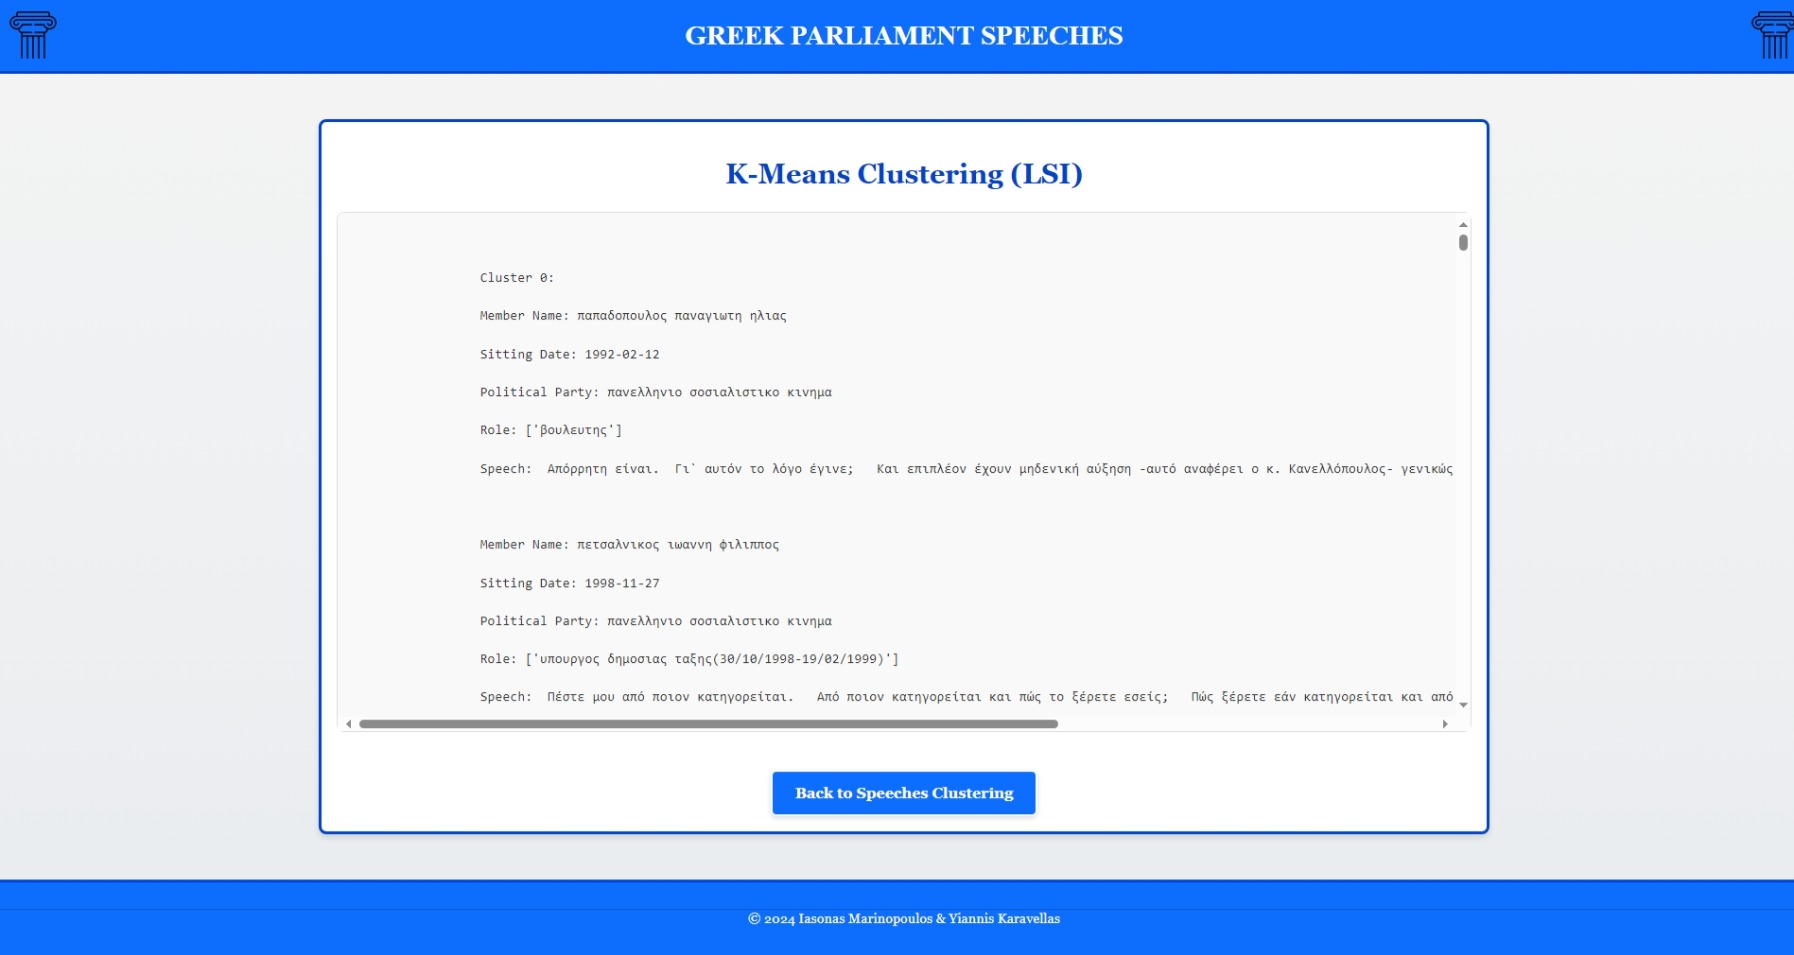 GREEK PARLIAMENT SPEECHES
K-Means Clustering (LSI)
Cluster 0:
Member Name: παπαδοπουλος παναγιωτη ηλιας
Sitting Date: 1992-02-12
Political Party: πανελληνιο σοσιαλιστικο κινημα
Role: ['βουλευτης']
Speech:  Απόρρητη είναι.  Γι` αυτόν το λόγο έγινε;   Και επιπλέον έχουν μηδενική αύξηση -αυτό αναφέρει ο κ. Κανελλόπουλος- γενικώς
Member Name: πετσαλνικος ιωαννη φιλιππος
Sitting Date: 1998-11-27
Political Party: πανελληνιο σοσιαλιστικο κινημα
Role: ['υπουργος δημοσιας ταξης(30/10/1998-19/02/1999)']
Speech:  Πέστε μου από ποιον κατηγορείται.   Από ποιον κατηγορείται και πώς το ξέρετε εσείς;   Πώς ξέρετε εάν κατηγορείται και από
Back to Speeches Clustering
© 2024 Iasonas Marinopoulos & Yiannis Karavellas